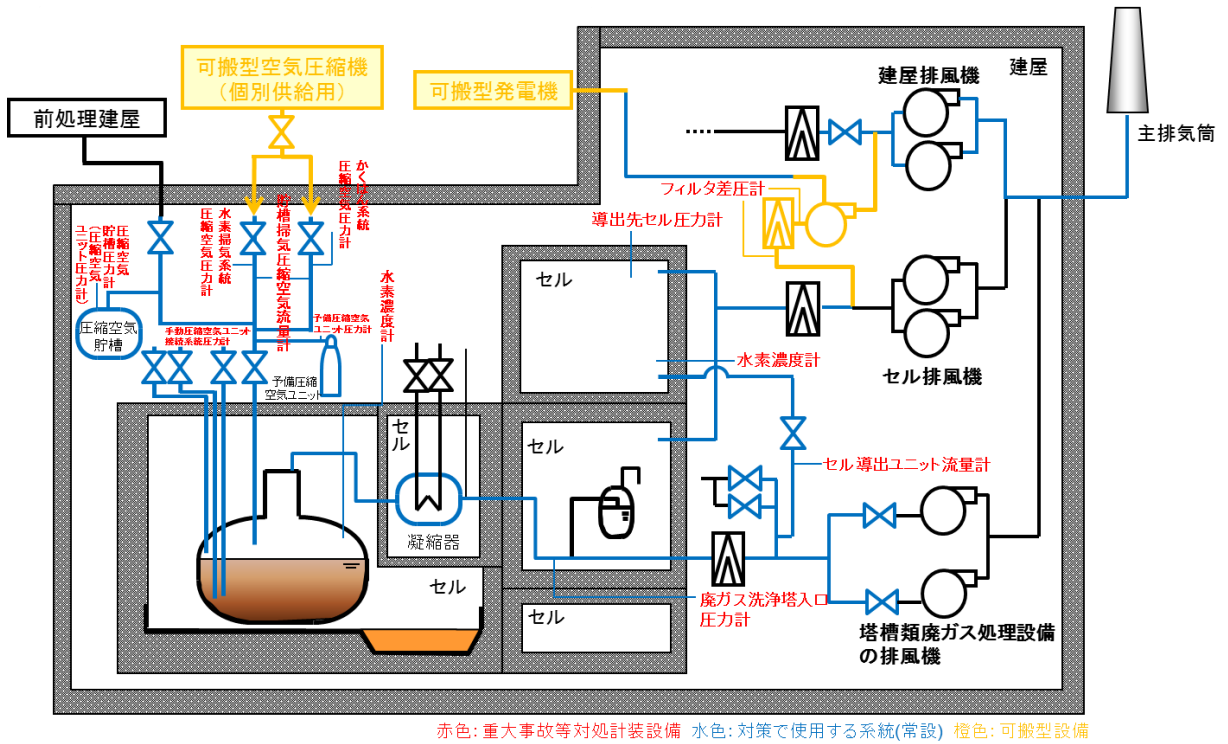 可搬型空気圧縮機
(個別供給用)
可搬型発電機
前処理建屋
建屋
建屋排風機
主排気筒
フィルタ差圧計
導出先セル圧力計
かくはん系統
圧縮空気圧力計
貯槽掃気圧縮空気流量計
水素掃気系統
圧縮空気圧力計
圧縮空気
貯槽圧力計
(圧縮空気
ユニット圧力計)
水素濃度計
圧縮空気
貯槽
手動圧縮空気ユニット
接続系統圧力計
予備圧縮空気
ユニット圧力計
予備圧縮
空気ユニット
セル
水素濃度計
セル排風機
セル
セル
セル導出ユニット流量計
凝縮器
セル
セル
廃ガス洗浄塔入口
圧力計
塔槽類廃ガス処理設備
の排風機
赤色:重大事故等対処計装設備 水色:対策で使用する系統(常設) 橙色:可搬型設備